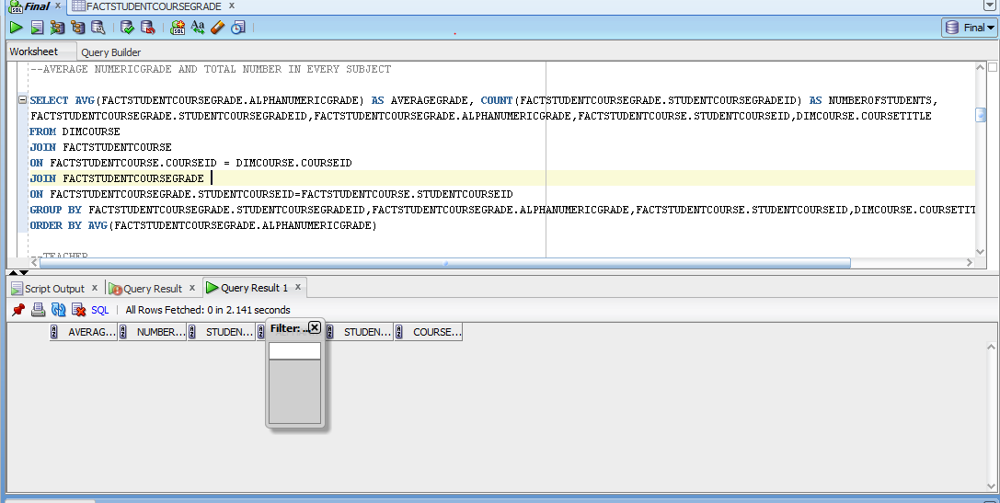 Final x FACTSTUDENTCOURSEGRADE x
Final
Worksheet Query Builder
--AVERAGE NUMERICGRADE AND TOTAL NUMBER IN EVERY SUBJECT
SELECT AVG(FACTSTUDENTCOURSEGRADE.ALPHANUMERICGRADE) AS AVERAGEGRADE, COUNT(FACTSTUDENTCOURSEGRADE.STUDENTCOURSEGRADEID) AS NUMBEROFSTUDENTS,
FACTSTUDENTCOURSEGRADE.STUDENTCOURSEGRADEID,FACTSTUDENTCOURSEGRADE.ALPHANUMERICGRADE,FACTSTUDENTCOURSE.STUDENTCOURSEID,DIMCOURSE.COURSETITLE
FROM DIMCOURSE
JOIN FACTSTUDENTCOURSE
ON FACTSTUDENTCOURSE.COURSEID = DIMCOURSE.COURSEID
JOIN FACTSTUDENTCOURSEGRADE
ON FACTSTUDENTCOURSEGRADE.STUDENTCOURSEID=FACTSTUDENTCOURSE.STUDENTCOURSEID
GROUP BY FACTSTUDENTCOURSEGRADE.STUDENTCOURSEGRADEID,FACTSTUDENTCOURSEGRADE.ALPHANUMERICGRADE,FACTSTUDENTCOURSE.STUDENTCOURSEID,DIMCOURSE.COURSETIT
ORDER BY AVG(FACTSTUDENTCOURSEGRADE.ALPHANUMERICGRADE)
--TEACHER
Script Output x Query Result x Query Result 1 x
SQL | All Rows Fetched: 0 in 2.141 seconds
AVERAG... NUMBER... STUDEN... STUDEN... COURSE...
Filter: ...